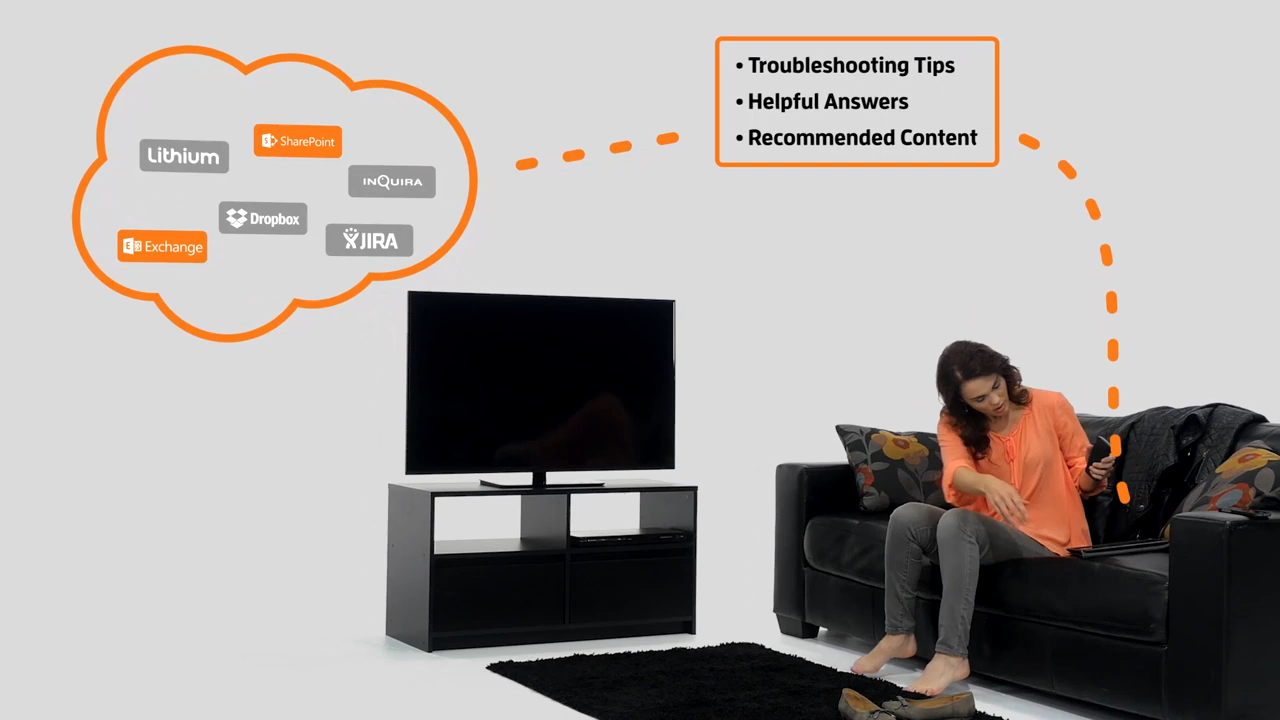 Lithium
SharePoint
INQUIRA
Dropbox
Exchange
JIRA
• Troubleshooting Tips
• Helpful Answers
• Recommended Content